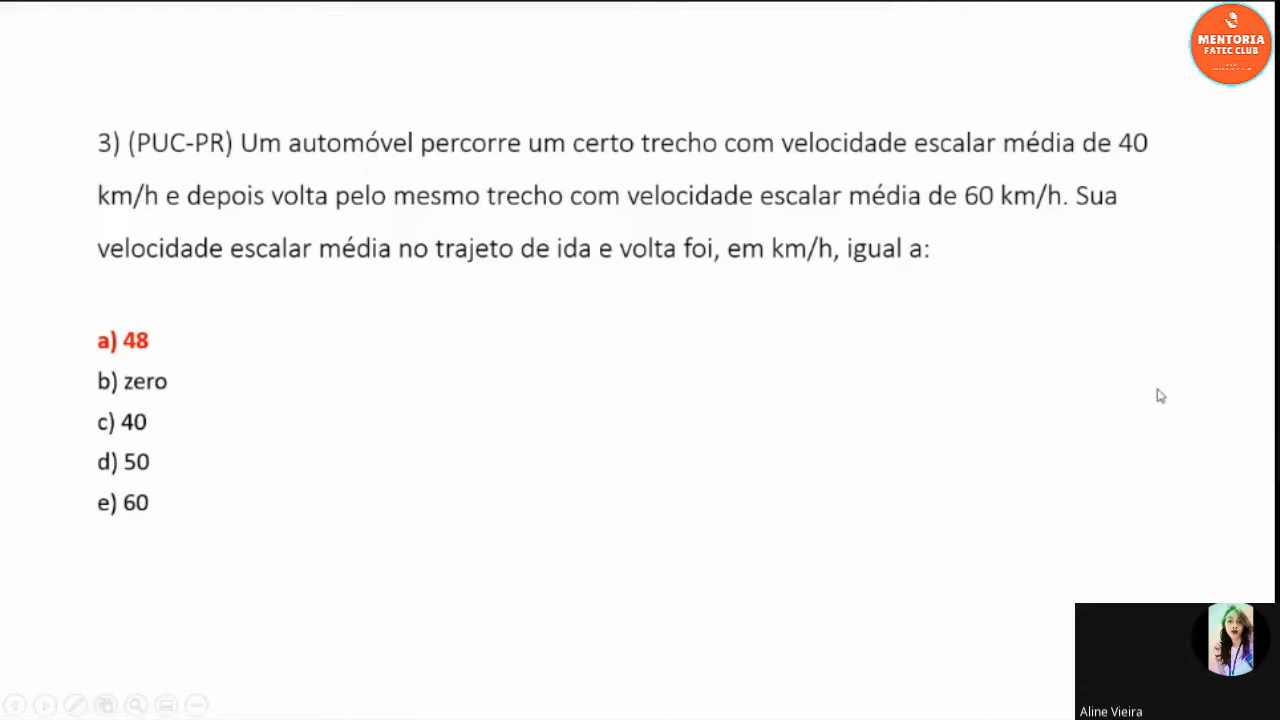 MENTORIA
FATEC CLUB
3) (PUC-PR) Um automóvel percorre um certo trecho com velocidade escalar média de 40
km/h e depois volta pelo mesmo trecho com velocidade escalar média de 60 km/h. Sua
velocidade escalar média no trajeto de ida e volta foi, em km/h, igual a:
a) 48
b) zero
c) 40
d) 50
e) 60
Aline Vieira